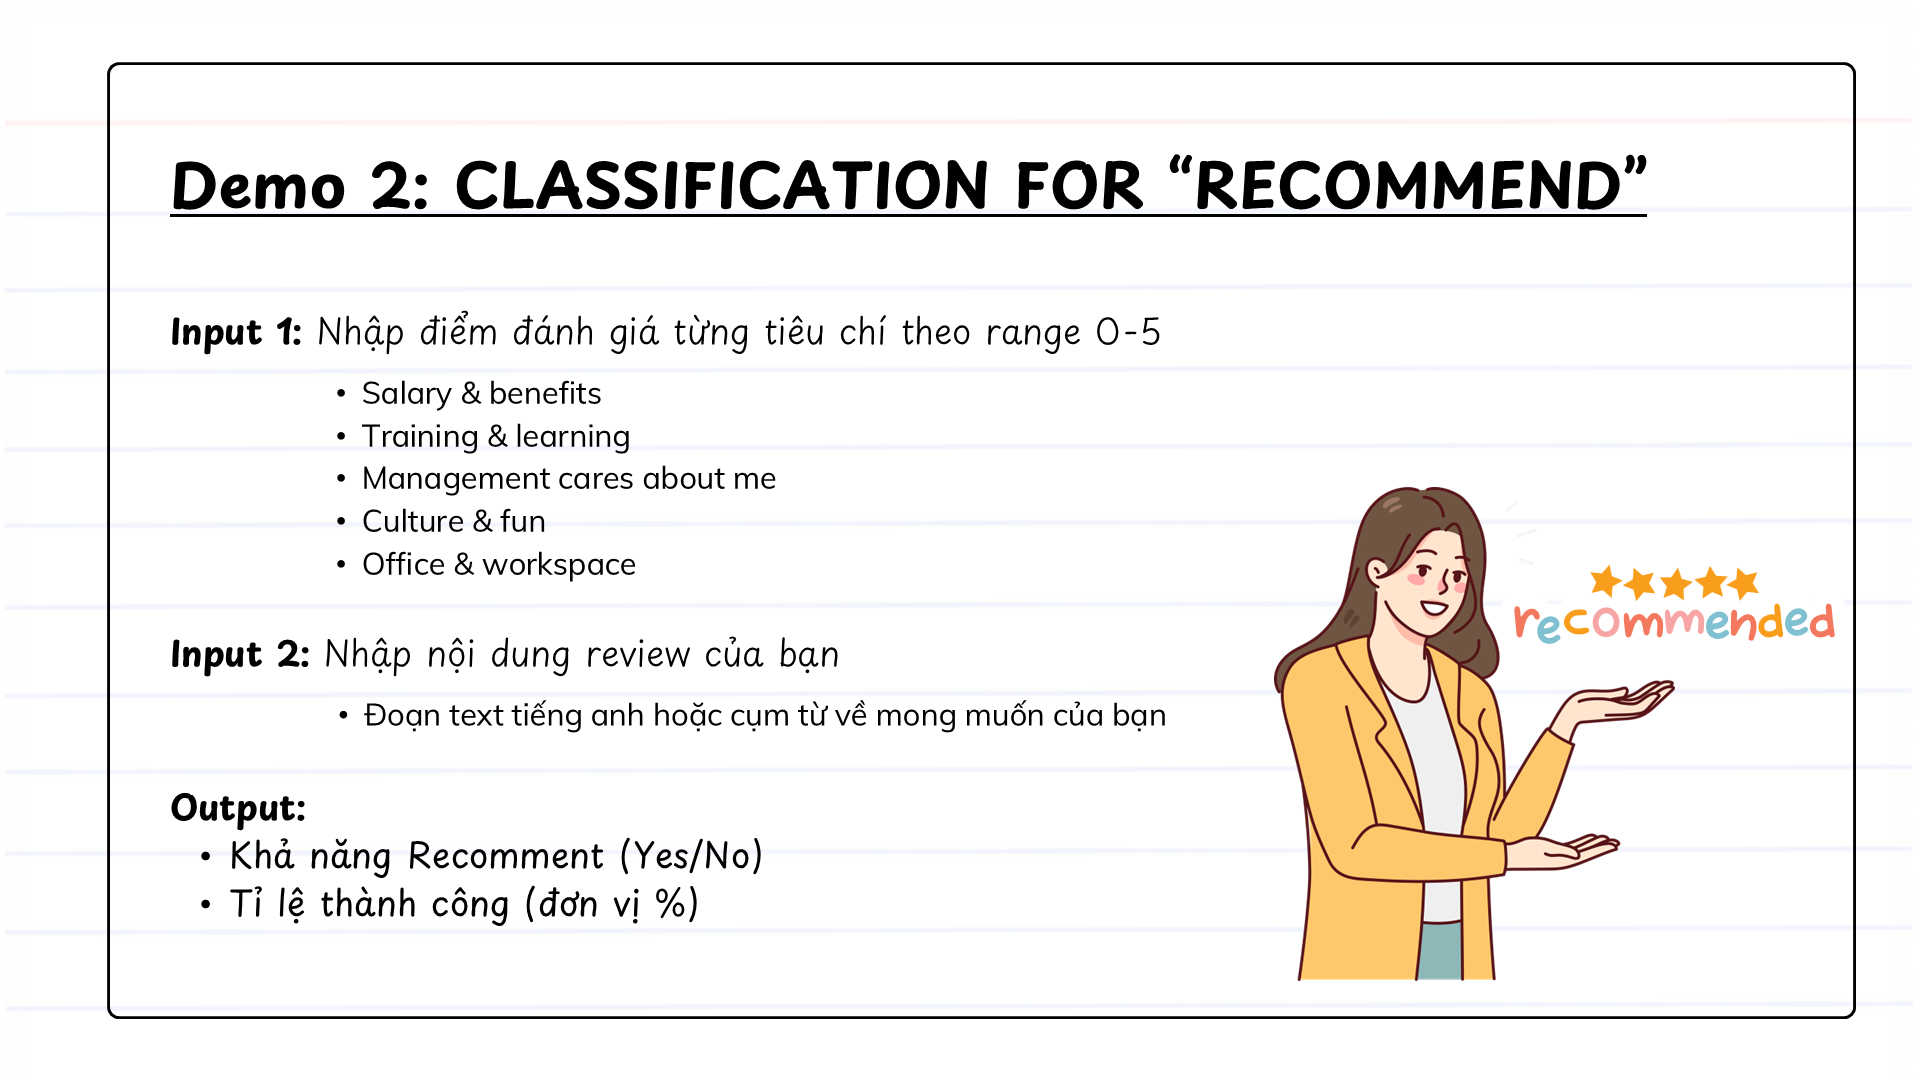 Demo 2: CLASSIFICATION FOR “RECOMMEND”
Input 1: Nhập điểm đánh giá từng tiêu chí theo range 0-5
• Salary & benefits
• Training & learning
• Management cares about me
• Culture & fun
• Office & workspace
recommended
Input 2: Nhập nội dung review của bạn
• Đoạn text tiếng anh hoặc cụm từ về mong muốn của bạn
Output:
• Khả năng Recomment (Yes/No)
• Tỉ lệ thành công (đơn vị %)